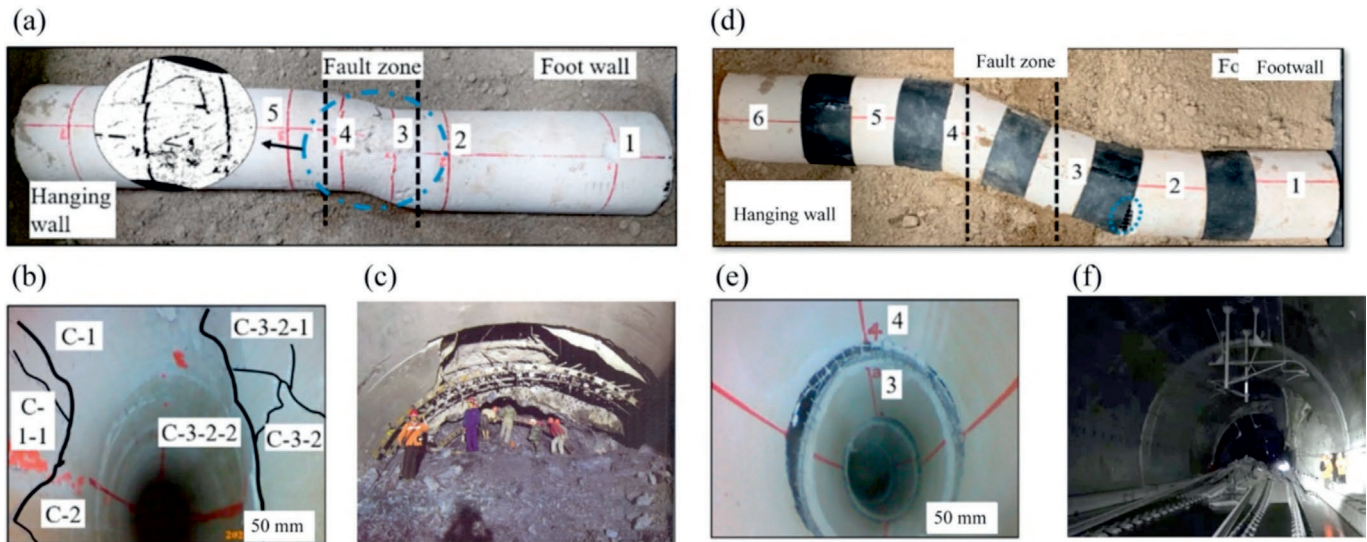 (a)
Fault zone
Foot wall
5
4
3
2
1
Hanging
wall
(d)
Fault zone
Fo
Footwall
6
5
4
3
2
1
Hanging wall
(b)
C-1
C-3-2-1
C-
1-1
C-3-2-2
C-3-2
C-2
50 mm
(c)
(e)
4
4
3
50 mm
(f)